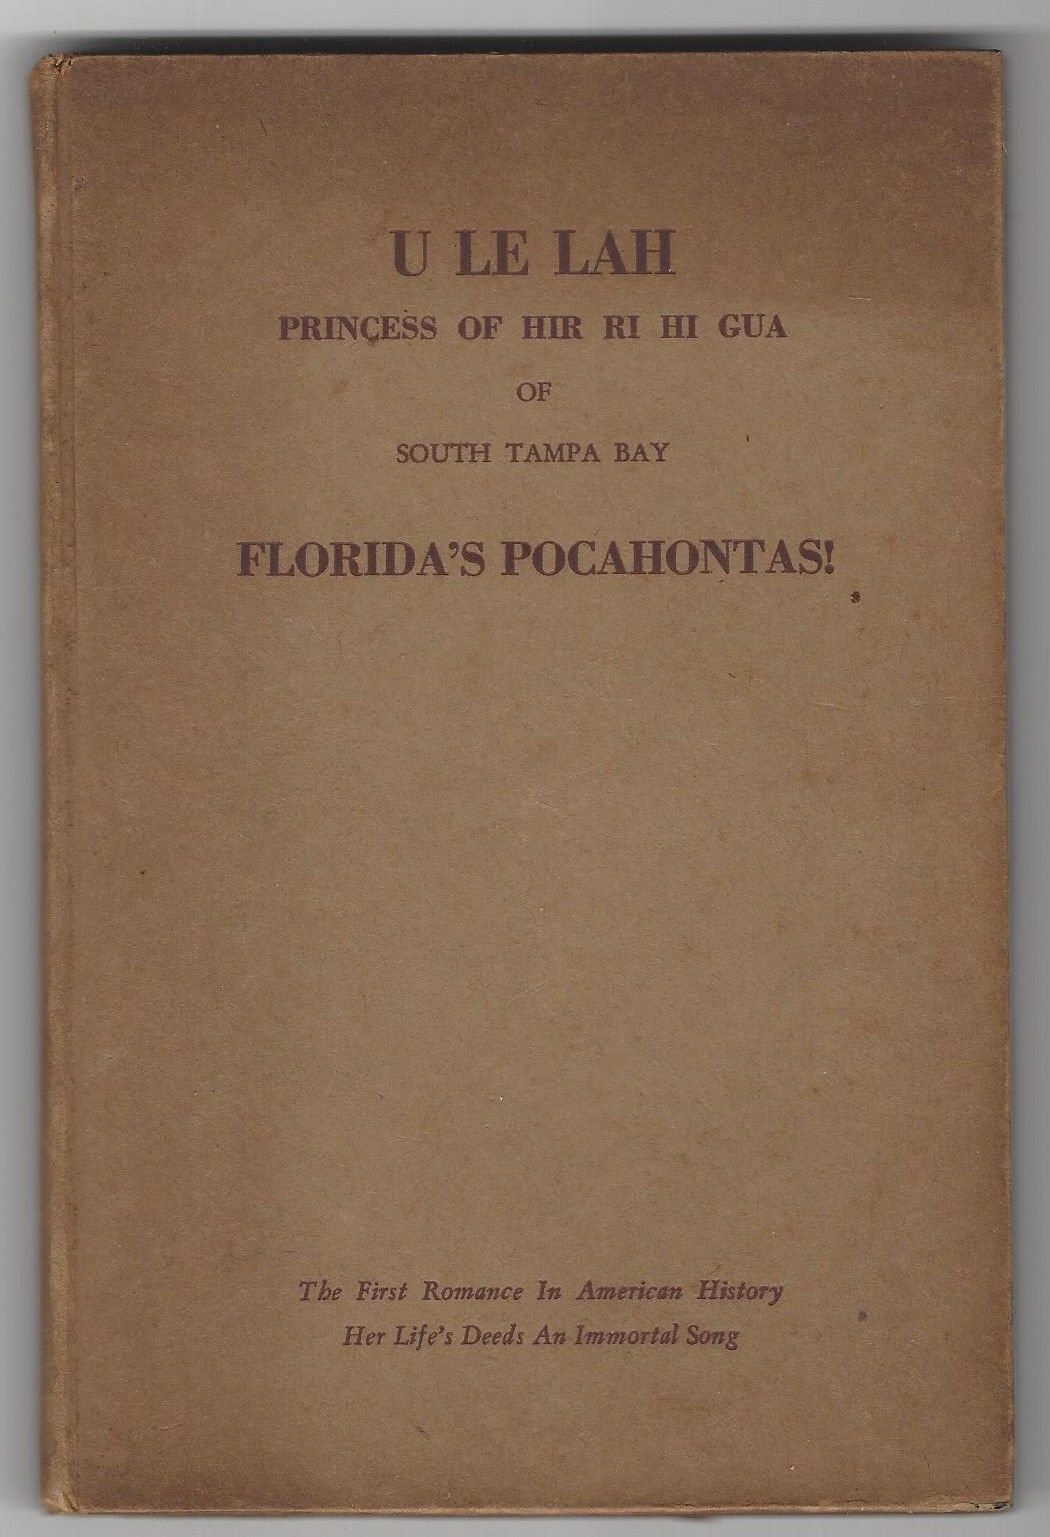 U LE LAH
PRINCESS OF HIR RI HI GUA
OF
SOUTH TAMPA BAY
FLORIDA'S POCAHONTAS!
The First Romance In American History
Her Life's Deeds An Immortal Song